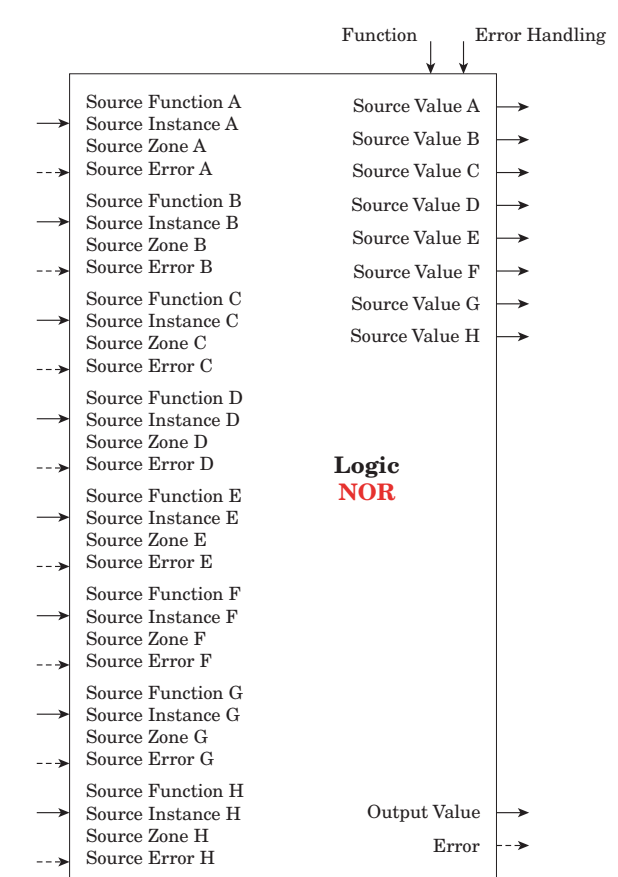 Function Error Handling
Source Function A
Source Instance A
Source Zone A
Source Error A
Source Function B
Source Instance B
Source Zone B
Source Error B
Source Function C
Source Instance C
Source Zone C
Source Error C
Source Function D
Source Instance D
Source Zone D
Source Error D
Source Function E
Source Instance E
Source Zone E
Source Error E
Source Function F
Source Instance F
Source Zone F
Source Error F
Source Function G
Source Instance G
Source Zone G
Source Error G
Source Function H
Source Instance H
Source Zone H
Source Error H
Source Value A
Source Value B
Source Value C
Source Value D
Source Value E
Source Value F
Source Value G
Source Value H
Logic
NOR
Output Value
Error